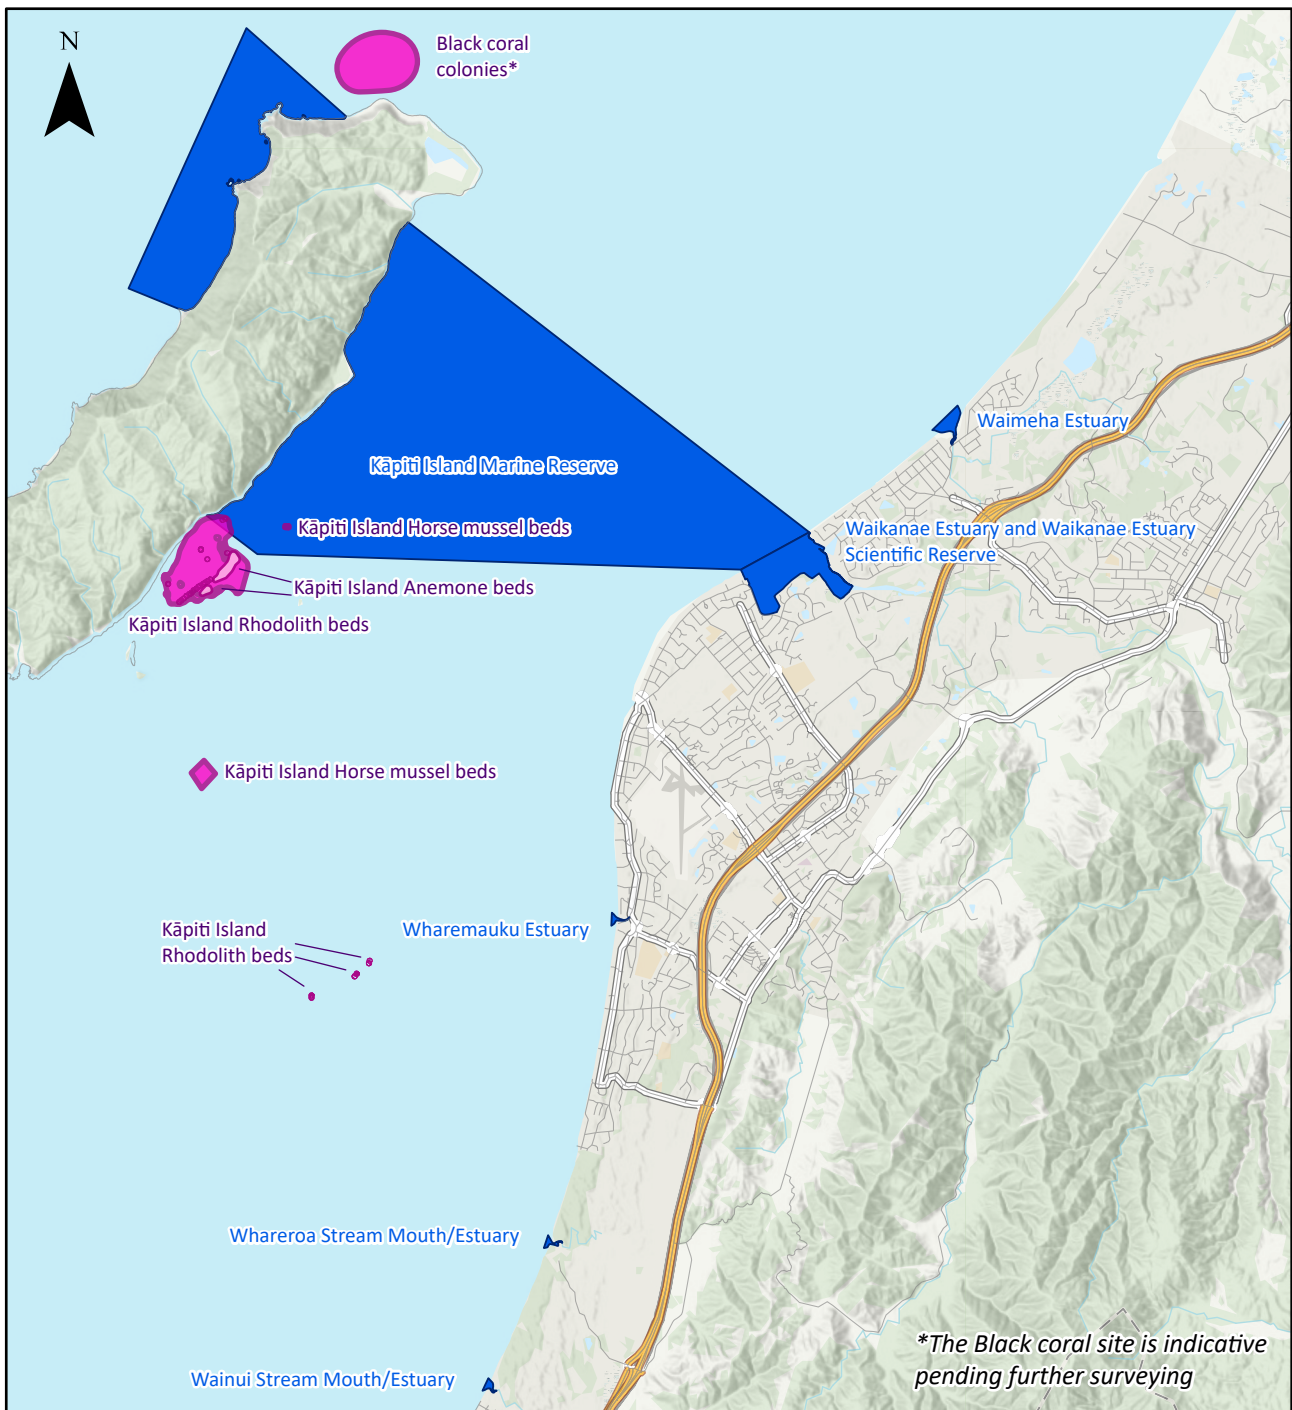 N
Black coral
colonies*
Waimeha Estuary
Kāpiti Island Marine Reserve
Kāpiti Island Horse mussel beds
Waikanae Estuary and Waikanae Estuary
Scientific Reserve
Kāpiti Island Anemone beds
Kāpiti Island Rhodolith beds
Kāpiti Island Horse mussel beds
Kāpiti Island
Rhodolith beds
Wharemauku Estuary
Whareroa Stream Mouth/Estuary
Wainui Stream Mouth/Estuary
*The Black coral site is indicative
pending further surveying